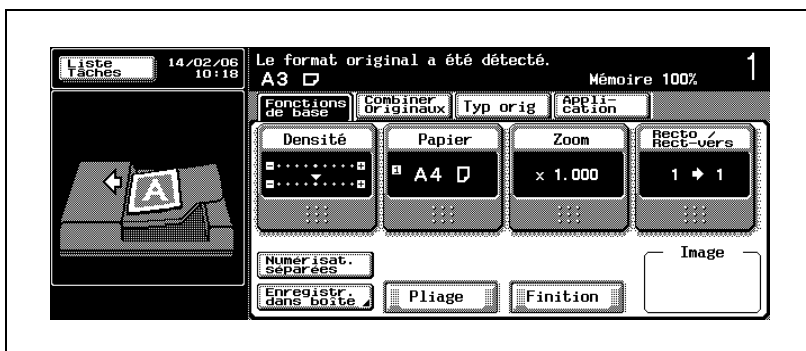 Liste
Tâches
14/02/06
10:18
Le format original a été détecté.
A3
Mémoire 100%
1
Fonctions
de base
Combiner
Originaux
Typ orig
Appli-
cation
Densité
Papier
Zoom
Recto /
Rect-vers
1 A4
x 1.000
1 → 1
A
Numérisat.
séparées
Enregistr.
dans boîte
Pliage
Finition
Image